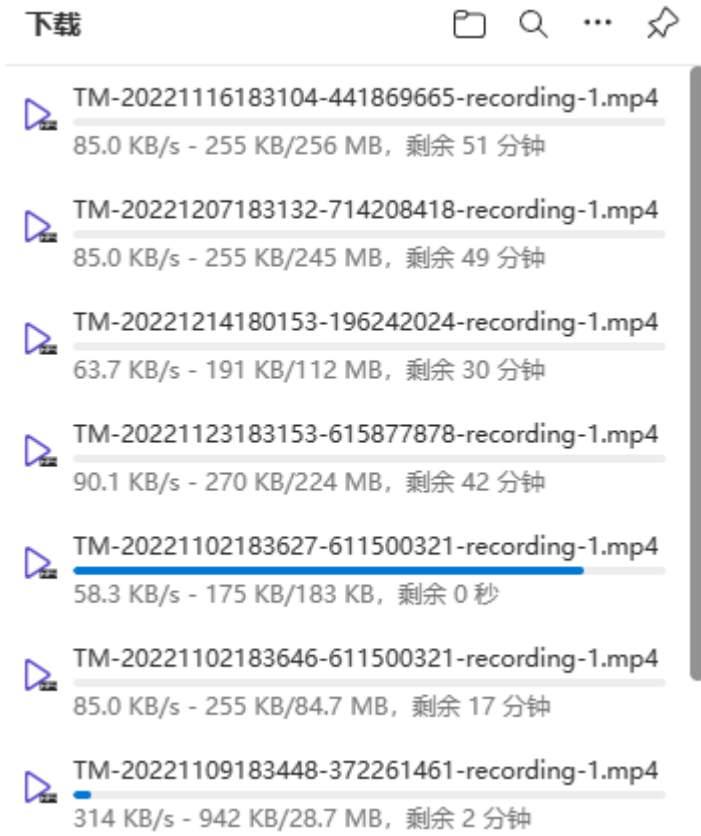 下载
TM-20221116183104-441869665-recording-1.mp4
85.0 KB/s - 255 KB/256 MB，剩余 51 分钟
TM-20221207183132-714208418-recording-1.mp4
85.0 KB/s - 255 KB/245 MB，剩余 49 分钟
TM-20221214180153-196242024-recording-1.mp4
63.7 KB/s - 191 KB/112 MB，剩余 30 分钟
TM-20221123183153-615877878-recording-1.mp4
90.1 KB/s - 270 KB/224 MB，剩余 42 分钟
TM-20221102183627-611500321-recording-1.mp4
58.3 KB/s - 175 KB/183 KB，剩余 0 秒
TM-20221102183646-611500321-recording-1.mp4
85.0 KB/s - 255 KB/84.7 MB，剩余 17 分钟
TM-20221109183448-372261461-recording-1.mp4
314 KB/s - 942 KB/28.7 MB，剩余 2 分钟